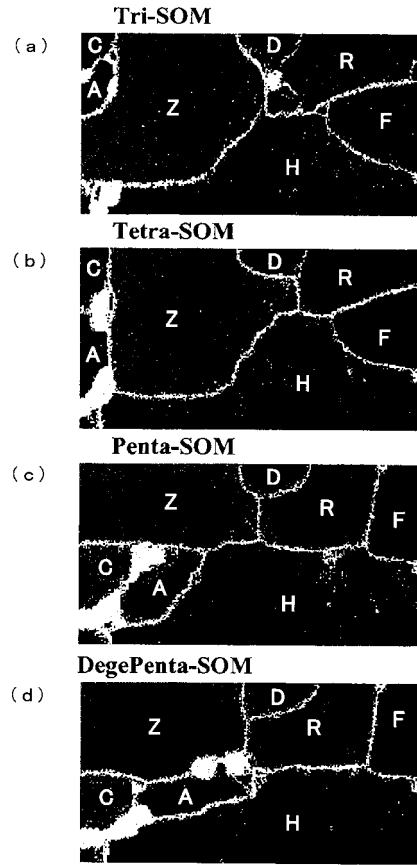 Tri-SOM
(a)
C D R
A Z F
H
Tetra-SOM
(b)
C D R
Z F
A H
Penta-SOM
(c)
Z D R F
C A H
DegePenta-SOM
(d)
Z D R F
C A H